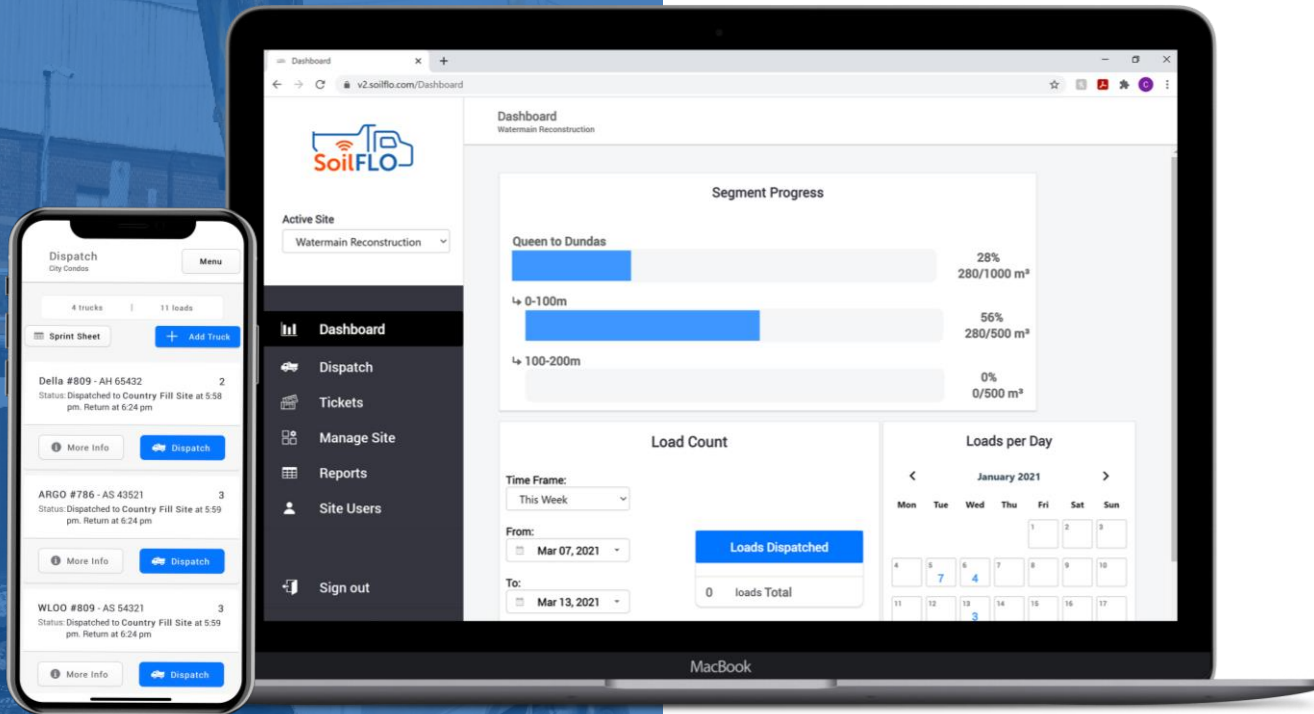 Dispatch
City Condos
Menu
4 trucks | 11 loads
Sprint Sheet
+ Add Truck
Della #809 - AH 65432 2
Status: Dispatched to Country Fill Site at 5:58
pm. Return at 6:24 pm
More Info
Dispatch
ARGO #786 - AS 43521 3
Status: Dispatched to Country Fill Site at 5:59
pm. Return at 6:24 pm
More Info
Dispatch
WLOO #809 - AS 54321 3
Status: Dispatched to Country Fill Site at 5:59
pm. Return at 6:24 pm
More Info
Dispatch
Dashboard
v2.soilflo.com/Dashboard
C
SoilFLO
Active Site
Watermain Reconstruction
Dashboard
Dispatch
Tickets
Manage Site
Reports
Site Users
Sign out
Dashboard
Watermain Reconstruction
Segment Progress
Queen to Dundas
28%
280/1000 m³
↳ 0-100m
56%
280/500 m³
↳ 100-200m
0%
0/500 m³
Load Count
Time Frame:
This Week
From:
Mar 07, 2021
To:
Mar 13, 2021
Loads Dispatched
0 loads Total
Loads per Day
January 2021
Mon Tue Wed Thu Fri Sat Sun
1 2 3
4 5 6 7 8 9 10
7 4
11 12 13 14 15 16 17
3
MacBook